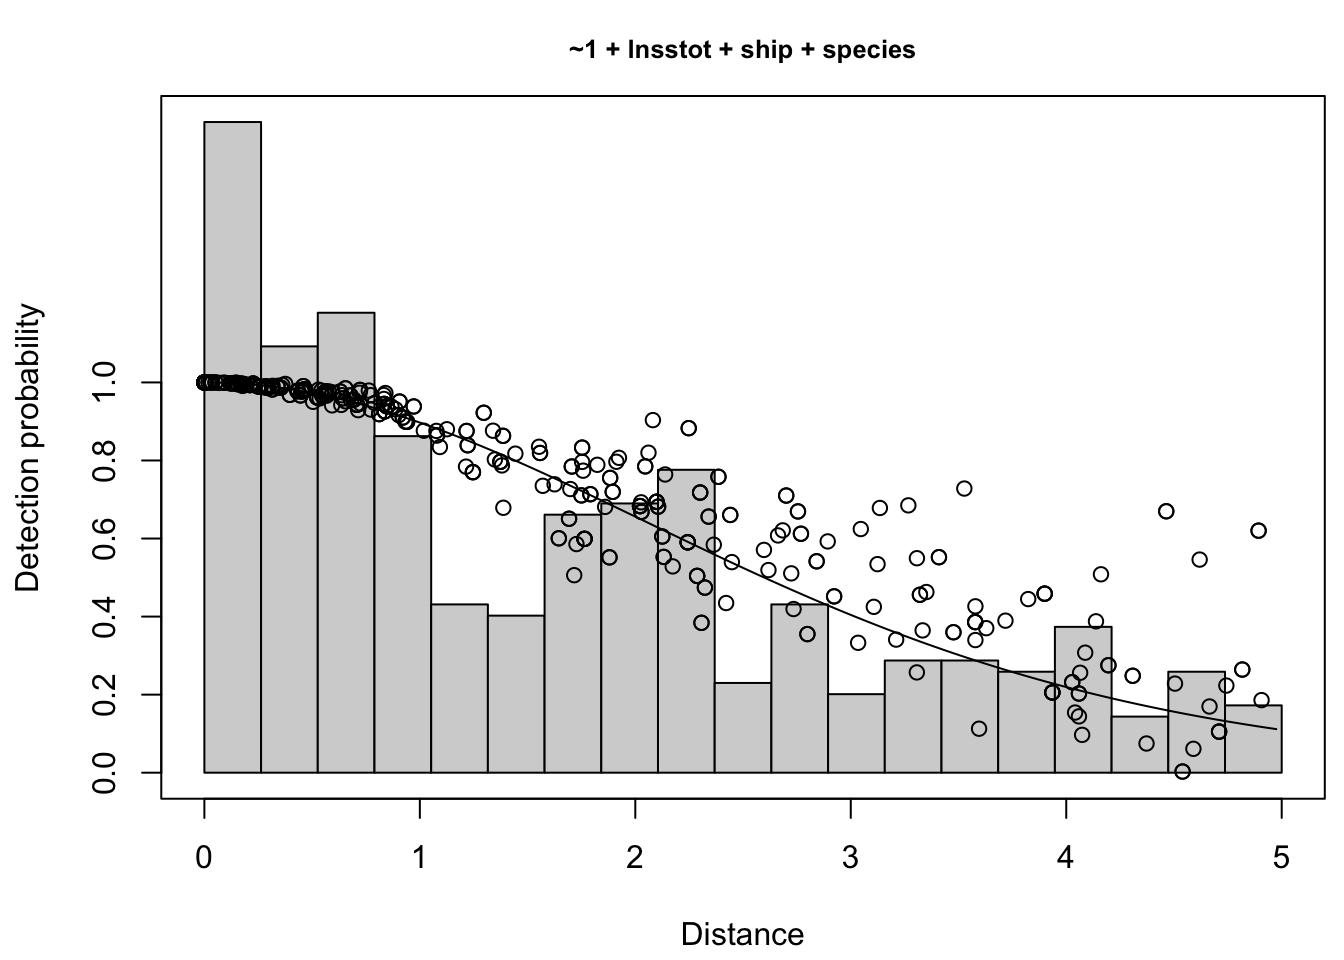 ~1 + lnsstot + ship + species
Detection probability
1.0
0.8
0.6
0.4
0.2
0.0
0 1 2 3 4 5
Distance